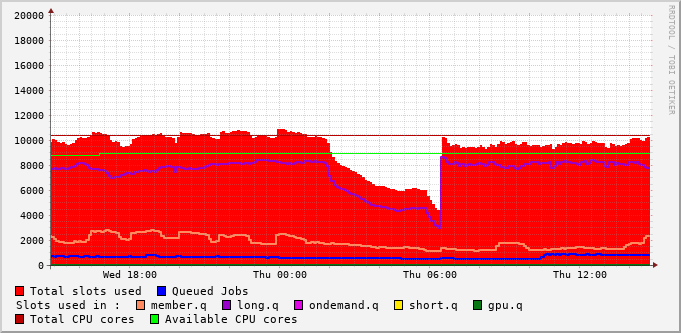 20000
18000
16000
14000
12000
10000
8000
6000
4000
2000
0
Wed 18:00 Thu 00:00 Thu 06:00 Thu 12:00
RRDTOOL / TOBI OETIKER
Total slots used Queued Jobs
Slots used in : member.q long.q ondemand.q short.q gpu.q
Total CPU cores Available CPU cores